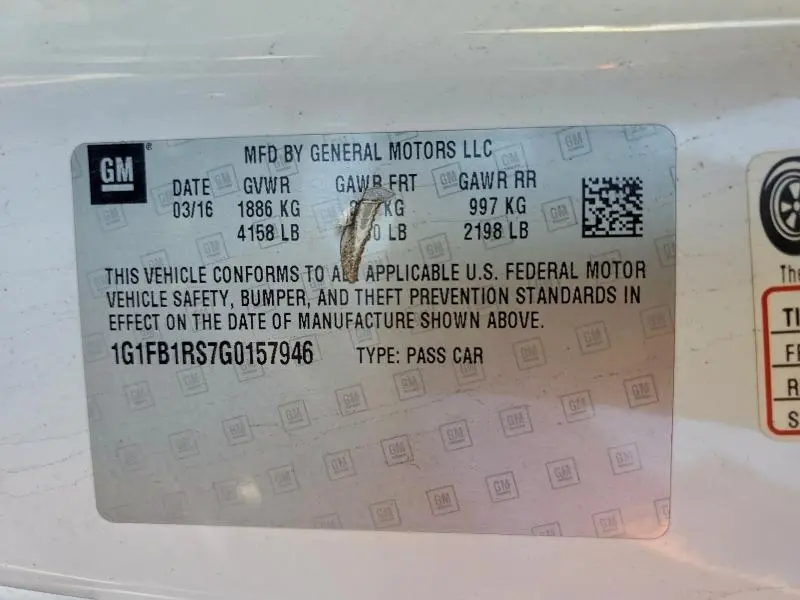 GM
MFD BY GENERAL MOTORS LLC
DATE GVWR GAWR FRT GAWR RR
03/16 1886 KG KG 997 KG
4158 LB LB 2198 LB
THIS VEHICLE CONFORMS TO APPLICABLE U.S. FEDERAL MOTOR
VEHICLE SAFETY, BUMPER, AND THEFT PREVENTION STANDARDS IN
EFFECT ON THE DATE OF MANUFACTURE SHOWN ABOVE.
1G1FB1RS7G0157946 TYPE: PASS CAR